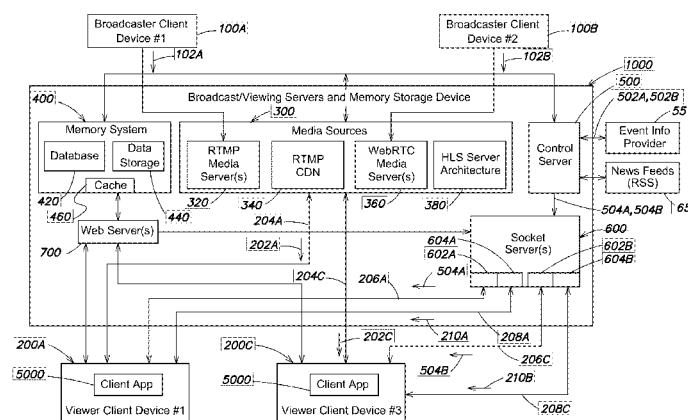 Broadcaster Client
Device #1
100A
102A
Broadcaster Client
Device #2
100B
102B
1000
Broadcast/Viewing Servers and Memory Storage Device
500
502A,502B
400
300
Memory System
Database
Data
Storage
Cache
420
440
460
Media Sources
RTMP
Media
Server(s)
RTMP
CDN
WebRTC
Media
Server(s)
HLS Server
Architecture
320
340
360
380
Control
Server
55
Event Info
Provider
News Feeds
(RSS)
65
504A, 504B
600
204A
Web Server(s)
700
202A
204C
206A
504A
604A
602A
Socket
Server(s)
602B
604B
208A
210A
206C
202C
504B
210B
208C
200A
5000
Client App
Viewer Client Device #1
200C
5000
Client App
Viewer Client Device #3